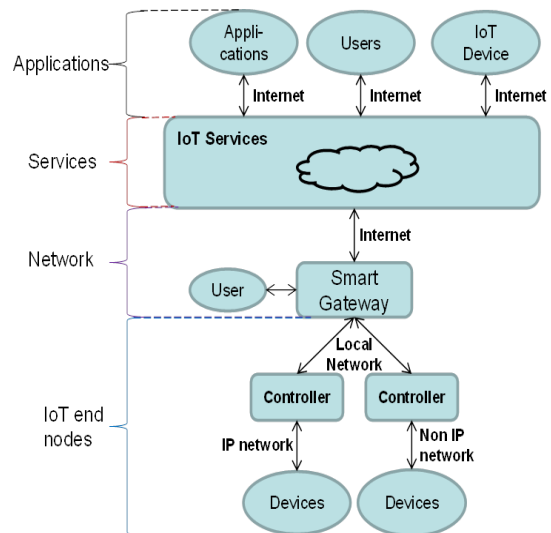 Appli-
cations
Users
IoT
Device
Applications
Internet
Internet
Internet
IoT Services
Services
Internet
Network
User
Smart
Gateway
Local
Network
Controller
Controller
IoT end
nodes
IP network
Non IP
network
Devices
Devices